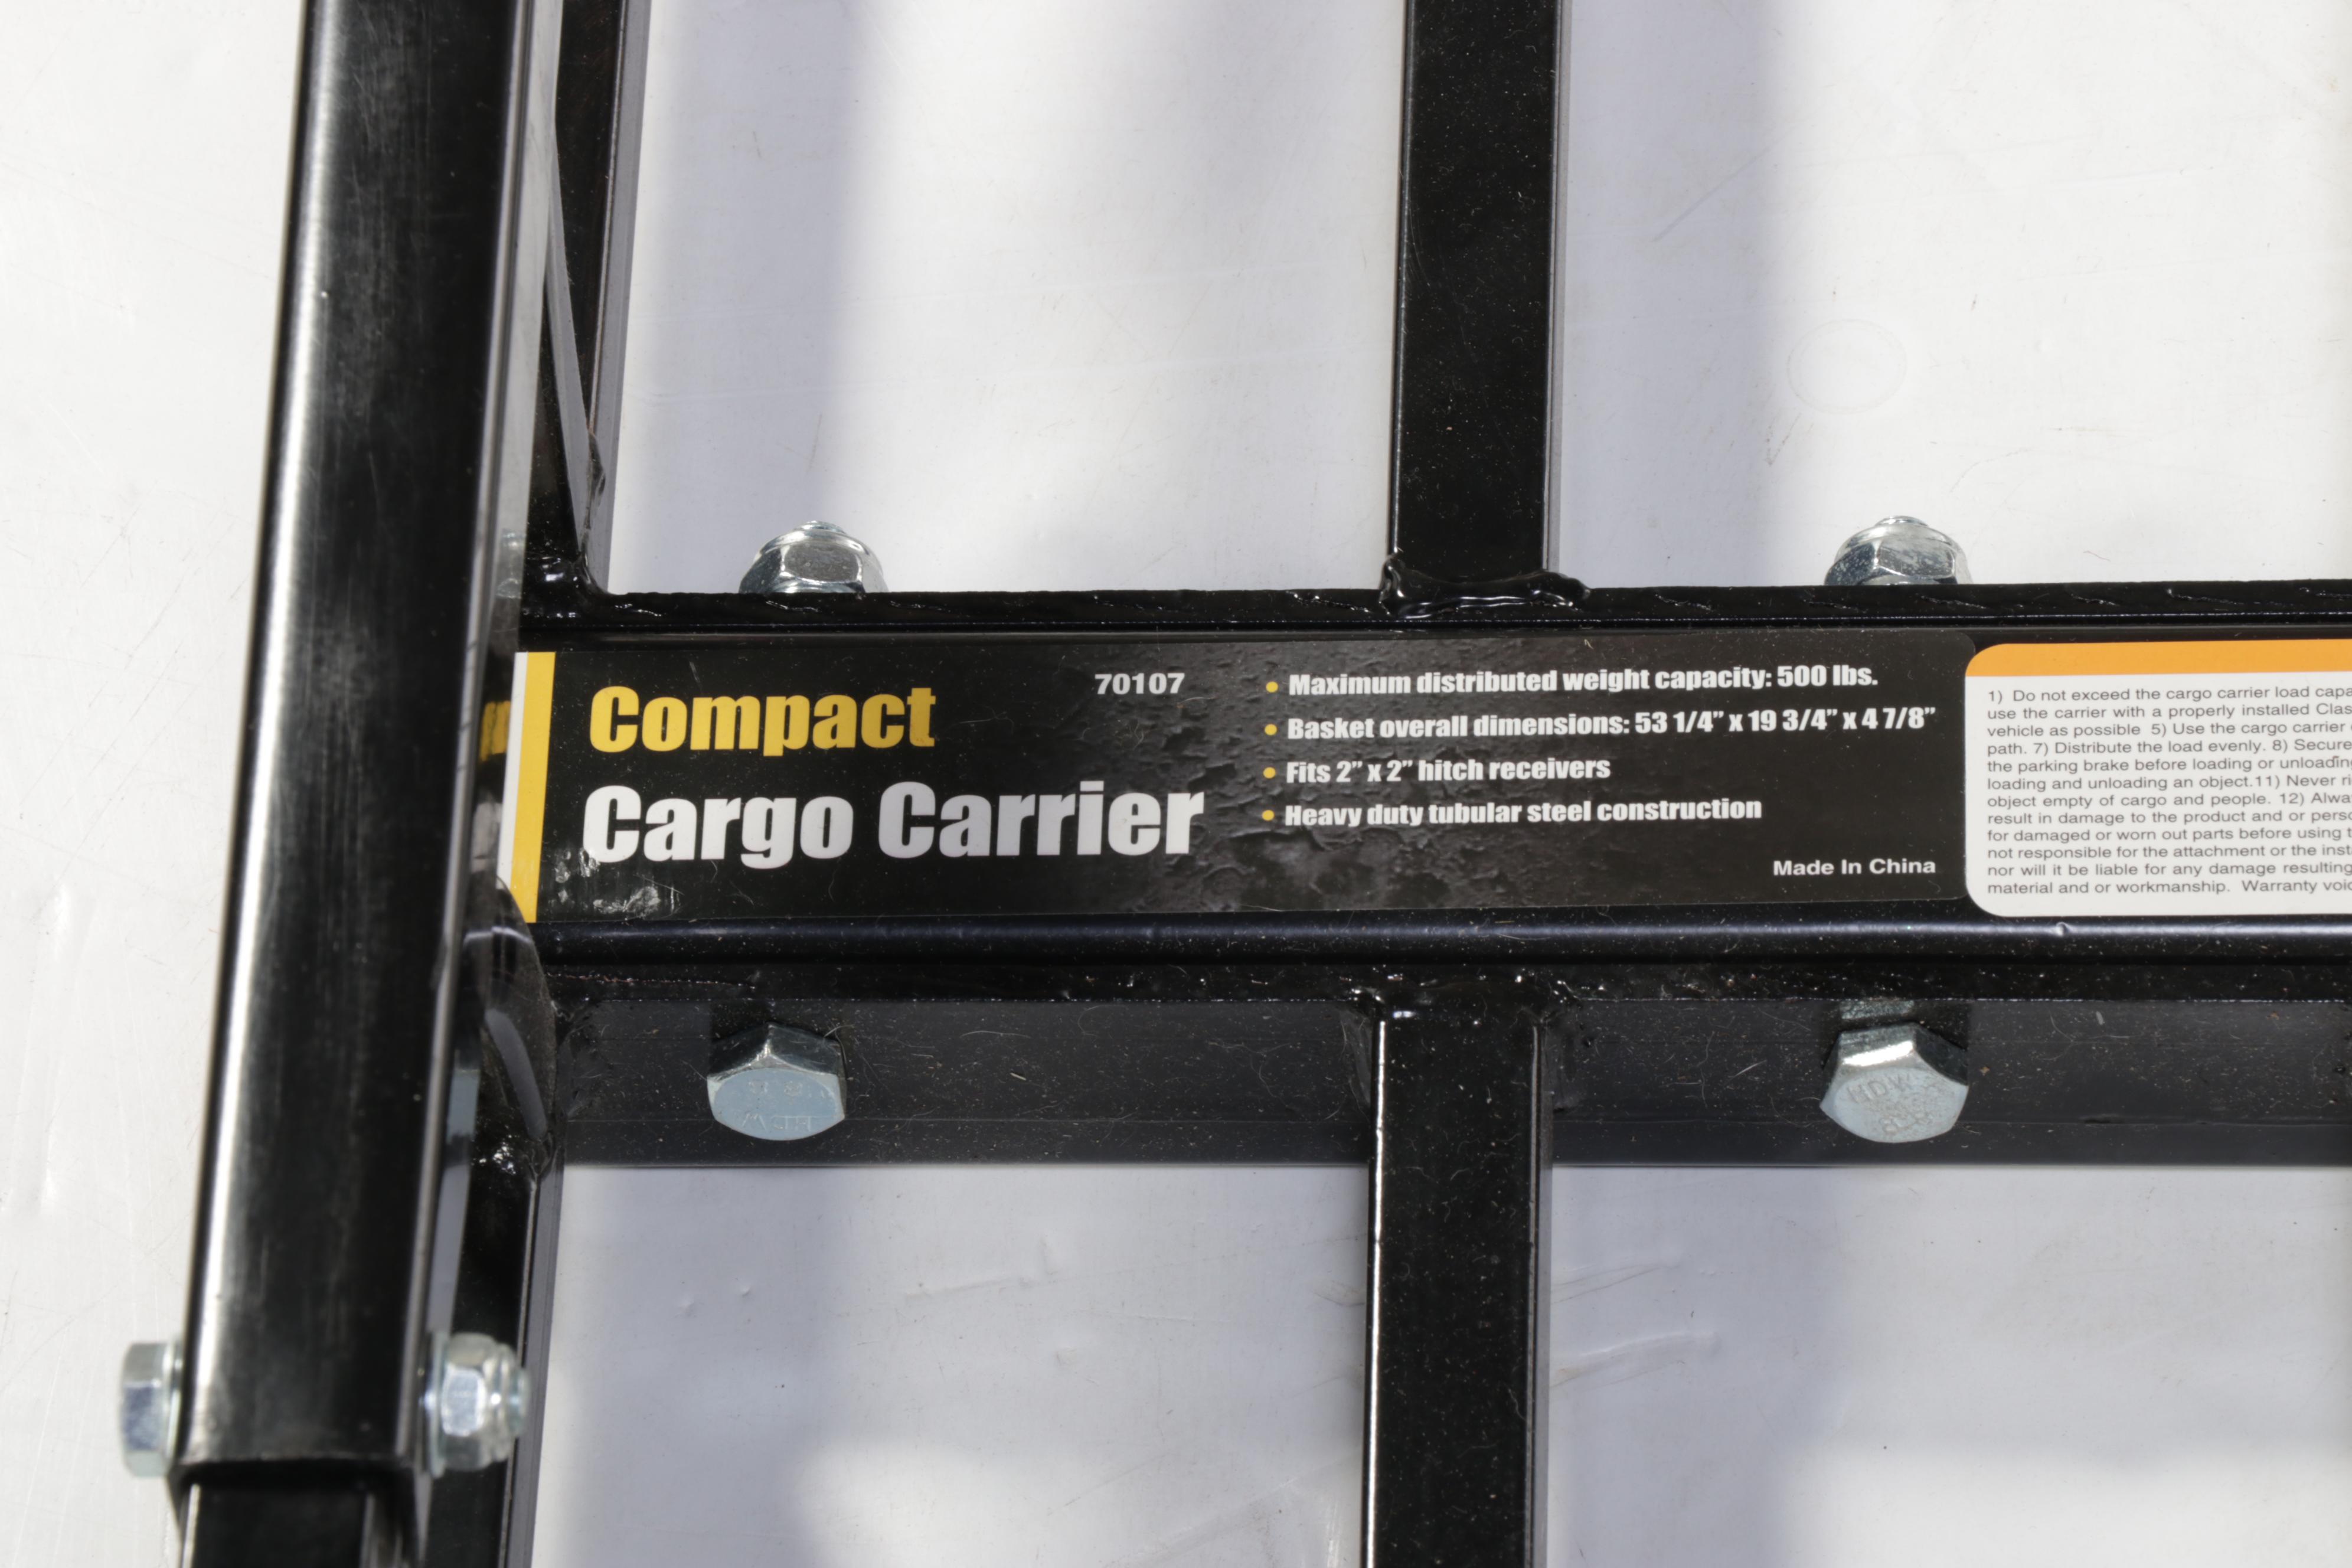 Compact
Cargo Carrier
70107
• Maximum distributed weight capacity: 500 lbs.
• Basket overall dimensions: 53 1/4” x 19 3/4” x 4 7/8”
• Fits 2” x 2” hitch receivers
• Heavy duty tubular steel construction
Made In China
1) Do not exceed the cargo carrier load
use the carrier with a properly installed
vehicle as possible 5) Use the cargo carrier
path. 7) Distribute the load evenly. 8) Secure
the parking brake before loading or unloading
loading and unloading an object.11) Never
object empty of cargo and people. 12)
result in damage to the product and or
for damaged or worn out parts before using
not responsible for the attachment or the
nor will it be liable for any damage resulting
material and or workmanship. Warranty